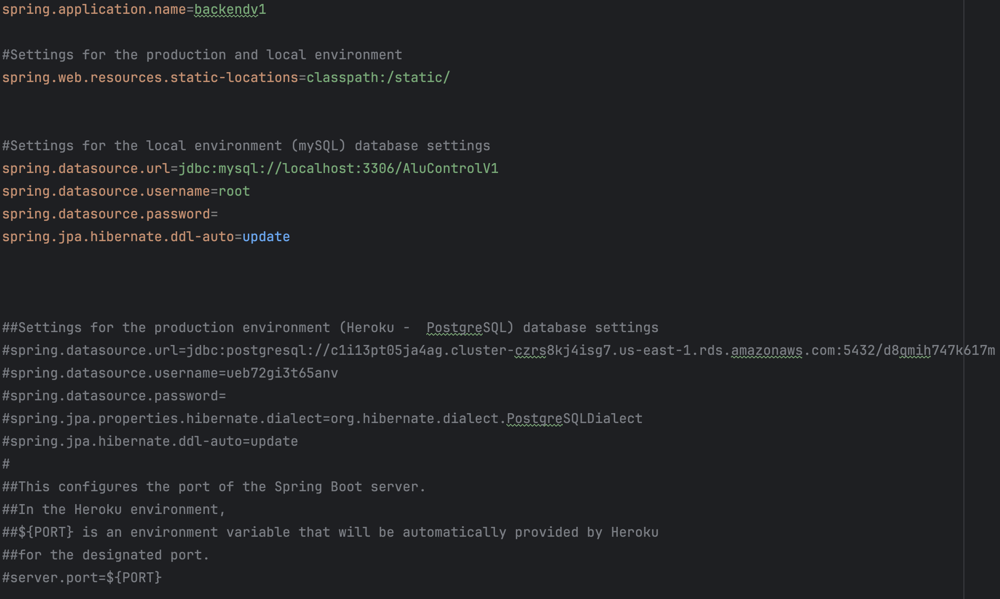 spring.application.name=backendv1
#Settings for the production and local environment
spring.web.resources.static-locations=classpath:/static/
#Settings for the local environment (mySQL) database settings
spring.datasource.url=jdbc:mysql://localhost:3306/AluControlV1
spring.datasource.username=root
spring.datasource.password=
spring.jpa.hibernate.ddl-auto=update
##Settings for the production environment (Heroku -  PostgreSQL) database settings
#spring.datasource.url=jdbc:postgresql://c1i13pt05ja4ag.cluster-czrs8kj4isg7.us-east-1.rds.amazonaws.com:5432/d8qmih747k617m
#spring.datasource.username=ueb72gi3t65anv
#spring.datasource.password=
#spring.jpa.properties.hibernate.dialect=org.hibernate.dialect.PostgreSQLDialect
#spring.jpa.hibernate.ddl-auto=update
#
##This configures the port of the Spring Boot server.
##In the Heroku environment,
##${PORT} is an environment variable that will be automatically provided by Heroku
##for the designated port.
#server.port=${PORT}